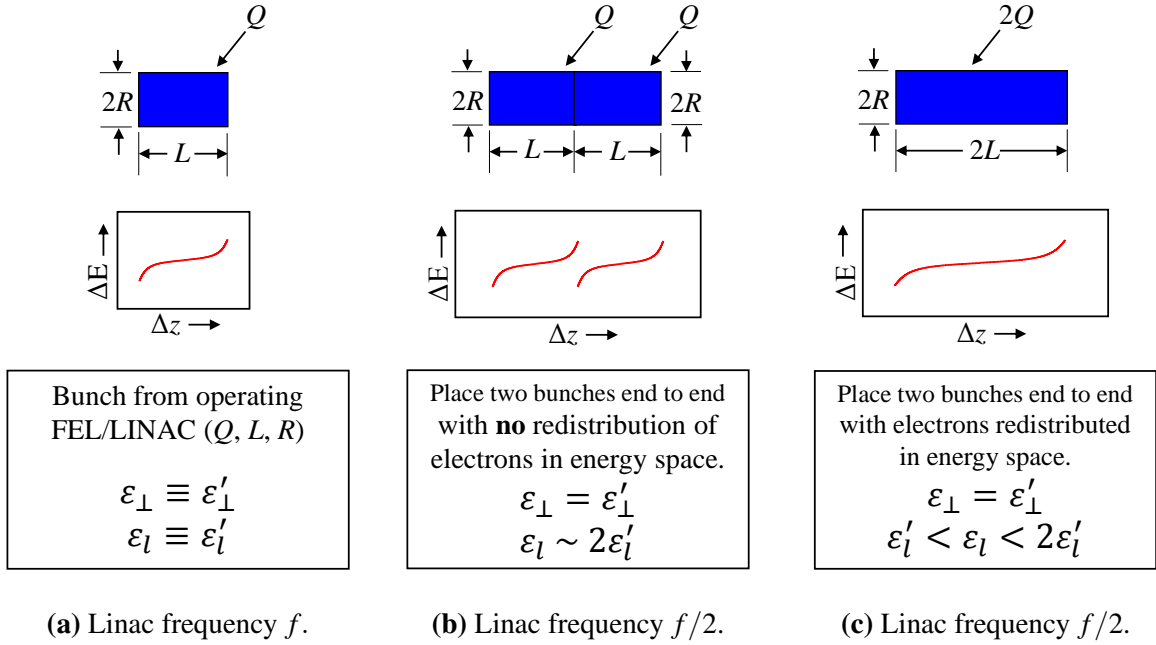 Q
2R
L
ΔE
Δz
Bunch from operating
FEL/LINAC (Q, L, R)
ε⊥ ≡ ε′⊥
εl ≡ ε′l
(a) Linac frequency f.
Q Q
2R 2R
L L
ΔE
Δz
Place two bunches end to end
with no redistribution of
electrons in energy space.
ε⊥ = ε′⊥
εl ~ 2ε′l
(b) Linac frequency f/2.
2Q
2R
2L
ΔE
Δz
Place two bunches end to end
with electrons redistributed
in energy space.
ε⊥ = ε′⊥
ε′l < εl < 2ε′l
(c) Linac frequency f/2.